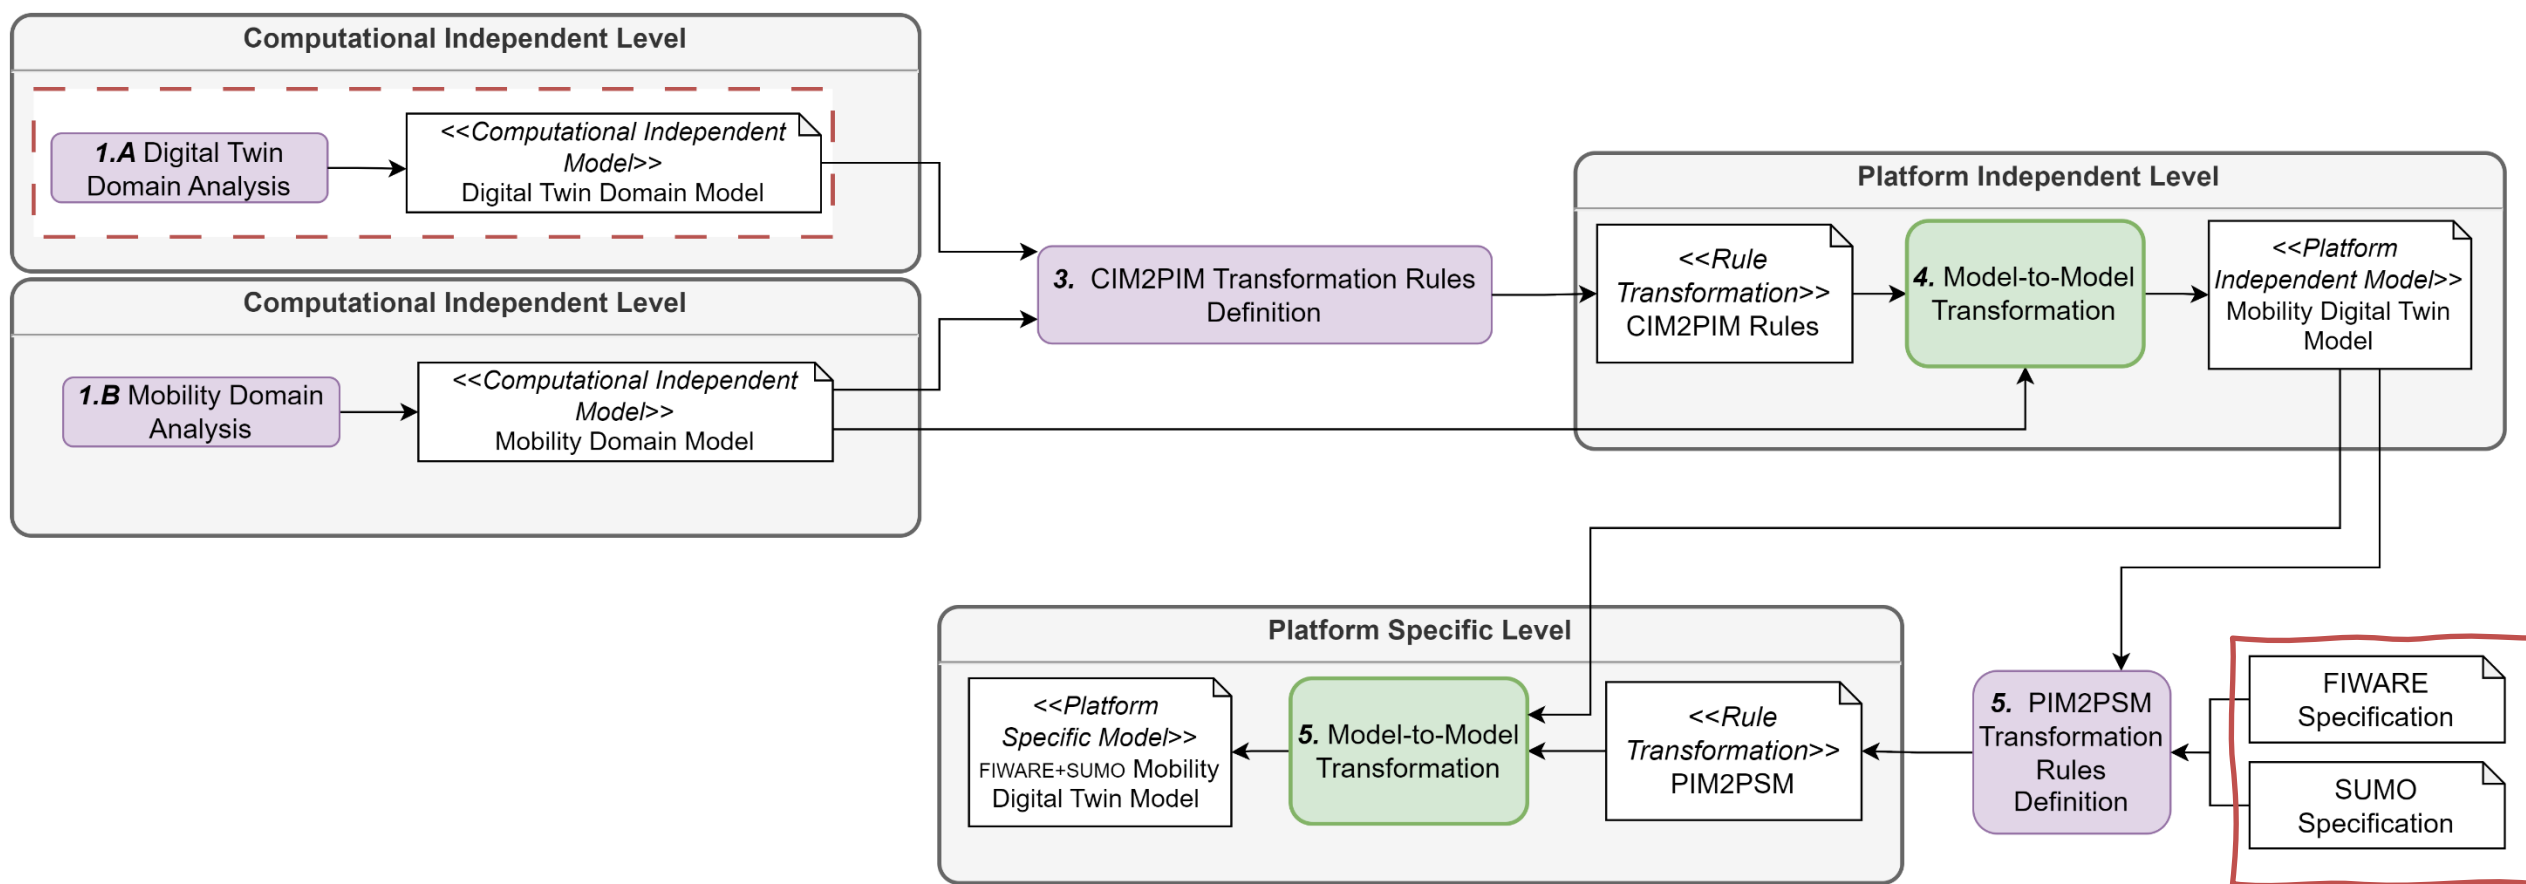 Computational Independent Level
1.A Digital Twin
Domain Analysis
<<Computational Independent
Model>>
Digital Twin Domain Model
Computational Independent Level
1.B Mobility Domain
Analysis
<<Computational Independent
Model>>
Mobility Domain Model
3. CIM2PIM Transformation Rules
Definition
Platform Independent Level
<<Rule
Transformation>>
CIM2PIM Rules
4. Model-to-Model
Transformation
<<Platform
Independent Model>>
Mobility Digital Twin
Model
Platform Specific Level
<<Platform
Specific Model>>
FIWARE+SUMO Mobility
Digital Twin Model
5. Model-to-Model
Transformation
<<Rule
Transformation>>
PIM2PSM
5. PIM2PSM
Transformation
Rules
Definition
FIWARE
Specification
SUMO
Specification